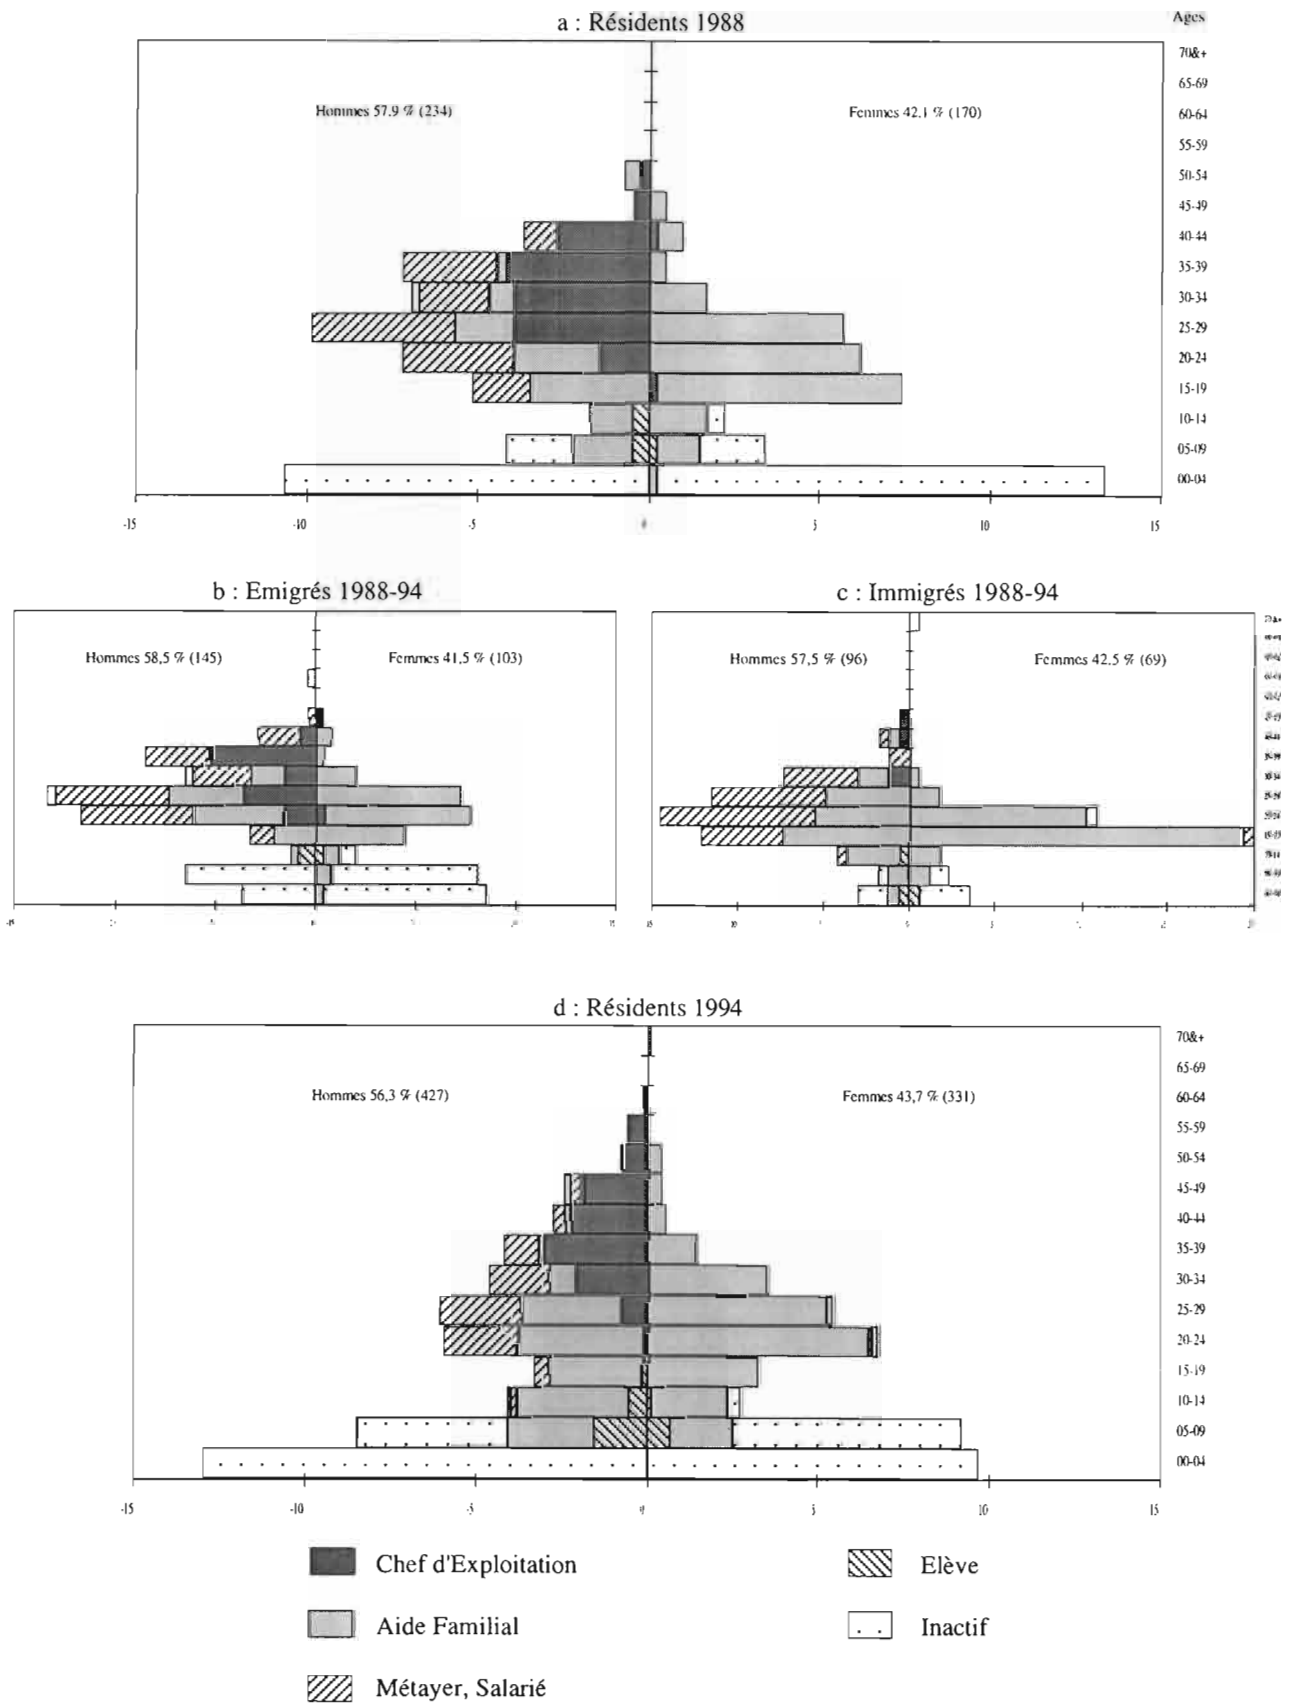 a : Résidents 1988
Ages
70&+
65-69
Hommes 57.9 % (234)
Femmes 42.1 % (170)
60-64
55-59
50-54
45-49
40-44
35-39
30-34
25-29
20-24
15-19
10-14
05-09
00-04
-15
-10
-5
0
5
10
15
b : Emigrés 1988-94
c : Immigrés 1988-94
Hommes 58,5 % (145)
Femmes 41,5 % (103)
Hommes 57,5 % (96)
Femmes 42.5 % (69)
d : Résidents 1994
70&+
65-69
Hommes 56,3 % (427)
Femmes 43,7 % (331)
60-64
55-59
50-54
45-49
40-44
35-39
30-34
25-29
20-24
15-19
10-14
05-09
00-04
-15
-10
-5
0
5
10
15
Chef d'Exploitation
Elève
Aide Familial
Inactif
Métayer, Salarié